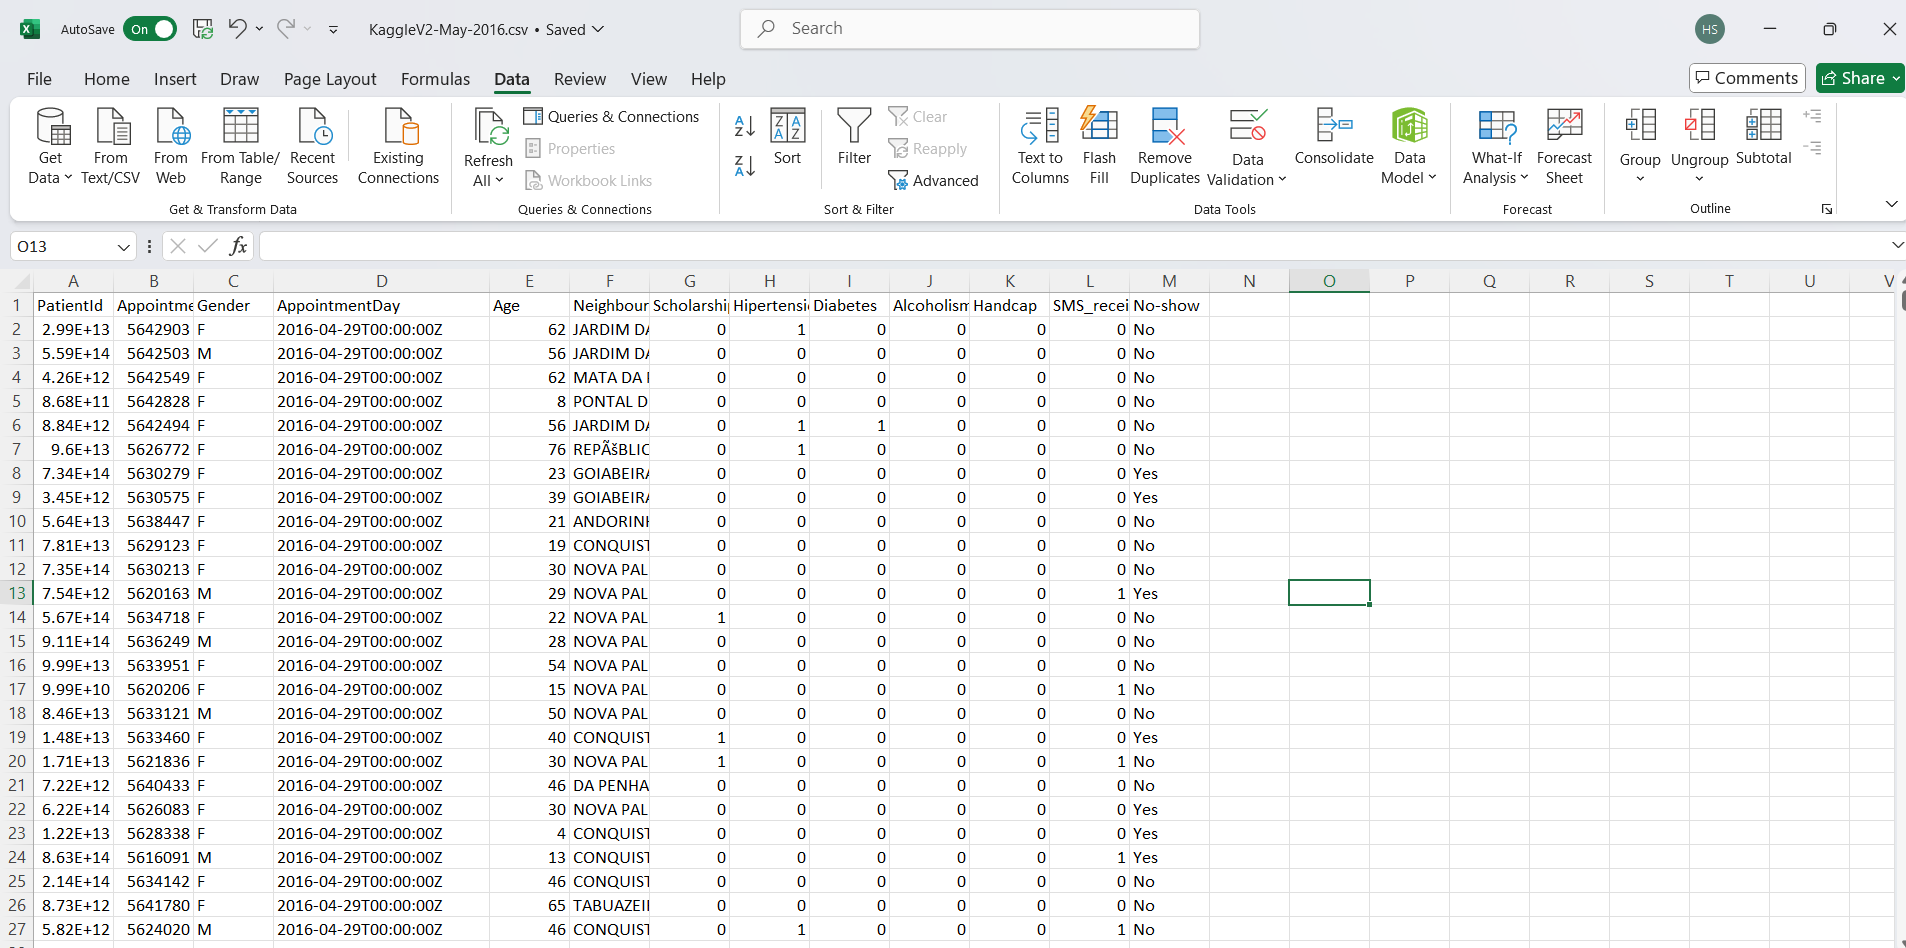 AutoSave On KaggleV2-May-2016.csv • Saved Search HS
File Home Insert Draw Page Layout Formulas Data Review View Help Comments Share
Get Data From Text/CSV From Web From Table/ Range Recent Sources Existing Connections
Get & Transform Data
Refresh All Queries & Connections Properties Workbook Links
Queries & Connections
Sort Filter Clear Reapply Advanced
Sort & Filter
Text to Columns Flash Fill Remove Duplicates Data Validation Consolidate Data Model
Data Tools
What-If Analysis Forecast Sheet
Forecast
Group Ungroup Subtotal
Outline
O13 fx
A B C D E F G H I J K L M N O P Q R S T U V
1 PatientId Appointme Gender AppointmentDay Age Neighbour Scholarship Hipertensi Diabetes Alcoholism Handcap SMS_recei No-show
2 2.99E+13 5642903 F 2016-04-29T00:00:00Z 62 JARDIM DA 0 1 0 0 0 0 No
3 5.59E+14 5642503 M 2016-04-29T00:00:00Z 56 JARDIM DA 0 0 0 0 0 0 No
4 4.26E+12 5642549 F 2016-04-29T00:00:00Z 62 MATA DA 0 0 0 0 0 0 No
5 8.68E+11 5642828 F 2016-04-29T00:00:00Z 8 PONTAL D 0 0 0 0 0 0 No
6 8.84E+12 5642494 F 2016-04-29T00:00:00Z 56 JARDIM DA 0 1 1 0 0 0 No
7 9.6E+13 5626772 F 2016-04-29T00:00:00Z 76 REPÃšBLIC 0 1 0 0 0 0 No
8 7.34E+14 5630279 F 2016-04-29T00:00:00Z 23 GOIABEIRA 0 0 0 0 0 0 Yes
9 3.45E+12 5630575 F 2016-04-29T00:00:00Z 39 GOIABEIRA 0 0 0 0 0 0 Yes
10 5.64E+13 5638447 F 2016-04-29T00:00:00Z 21 ANDORINH 0 0 0 0 0 0 No
11 7.81E+13 5629123 F 2016-04-29T00:00:00Z 19 CONQUIST 0 0 0 0 0 0 No
12 7.35E+14 5630213 F 2016-04-29T00:00:00Z 30 NOVA PAL 0 0 0 0 0 0 No
13 7.54E+12 5620163 M 2016-04-29T00:00:00Z 29 NOVA PAL 0 0 0 0 0 1 Yes
14 5.67E+14 5634718 F 2016-04-29T00:00:00Z 22 NOVA PAL 1 0 0 0 0 0 No
15 9.11E+14 5636249 M 2016-04-29T00:00:00Z 28 NOVA PAL 0 0 0 0 0 0 No
16 9.99E+13 5633951 F 2016-04-29T00:00:00Z 54 NOVA PAL 0 0 0 0 0 0 No
17 9.99E+10 5620206 F 2016-04-29T00:00:00Z 15 NOVA PAL 0 0 0 0 0 1 No
18 8.46E+13 5633121 M 2016-04-29T00:00:00Z 50 NOVA PAL 0 0 0 0 0 0 No
19 1.48E+13 5633460 F 2016-04-29T00:00:00Z 40 CONQUIST 1 0 0 0 0 0 Yes
20 1.71E+13 5621836 F 2016-04-29T00:00:00Z 30 NOVA PAL 1 0 0 0 0 1 No
21 7.22E+12 5640433 F 2016-04-29T00:00:00Z 46 DA PENHA 0 0 0 0 0 0 No
22 6.22E+14 5626083 F 2016-04-29T00:00:00Z 30 NOVA PAL 0 0 0 0 0 0 Yes
23 1.22E+13 5628338 F 2016-04-29T00:00:00Z 4 CONQUIST 0 0 0 0 0 0 Yes
24 8.63E+14 5616091 M 2016-04-29T00:00:00Z 13 CONQUIST 0 0 0 0 0 1 Yes
25 2.14E+14 5634142 F 2016-04-29T00:00:00Z 46 CONQUIST 0 0 0 0 0 0 No
26 8.73E+12 5641780 F 2016-04-29T00:00:00Z 65 TABUAZEI 0 0 0 0 0 0 No
27 5.82E+12 5624020 M 2016-04-29T00:00:00Z 46 CONQUIST 0 1 0 0 0 1 No